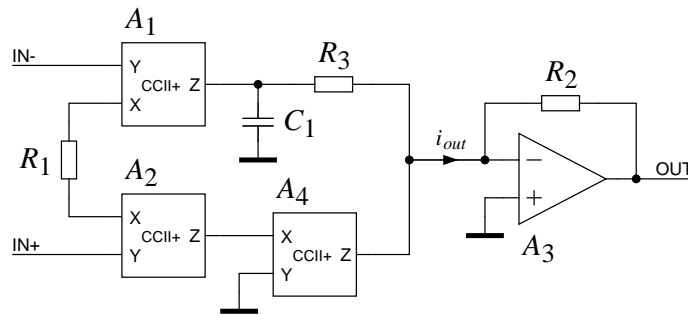 A1
IN-
Y
CCII+
Z
X
R3
C1
R1
A2
X
CCII+
Z
Y
IN+
A4
X
CCII+
Z
Y
iout
R2
−
+
OUT
A3